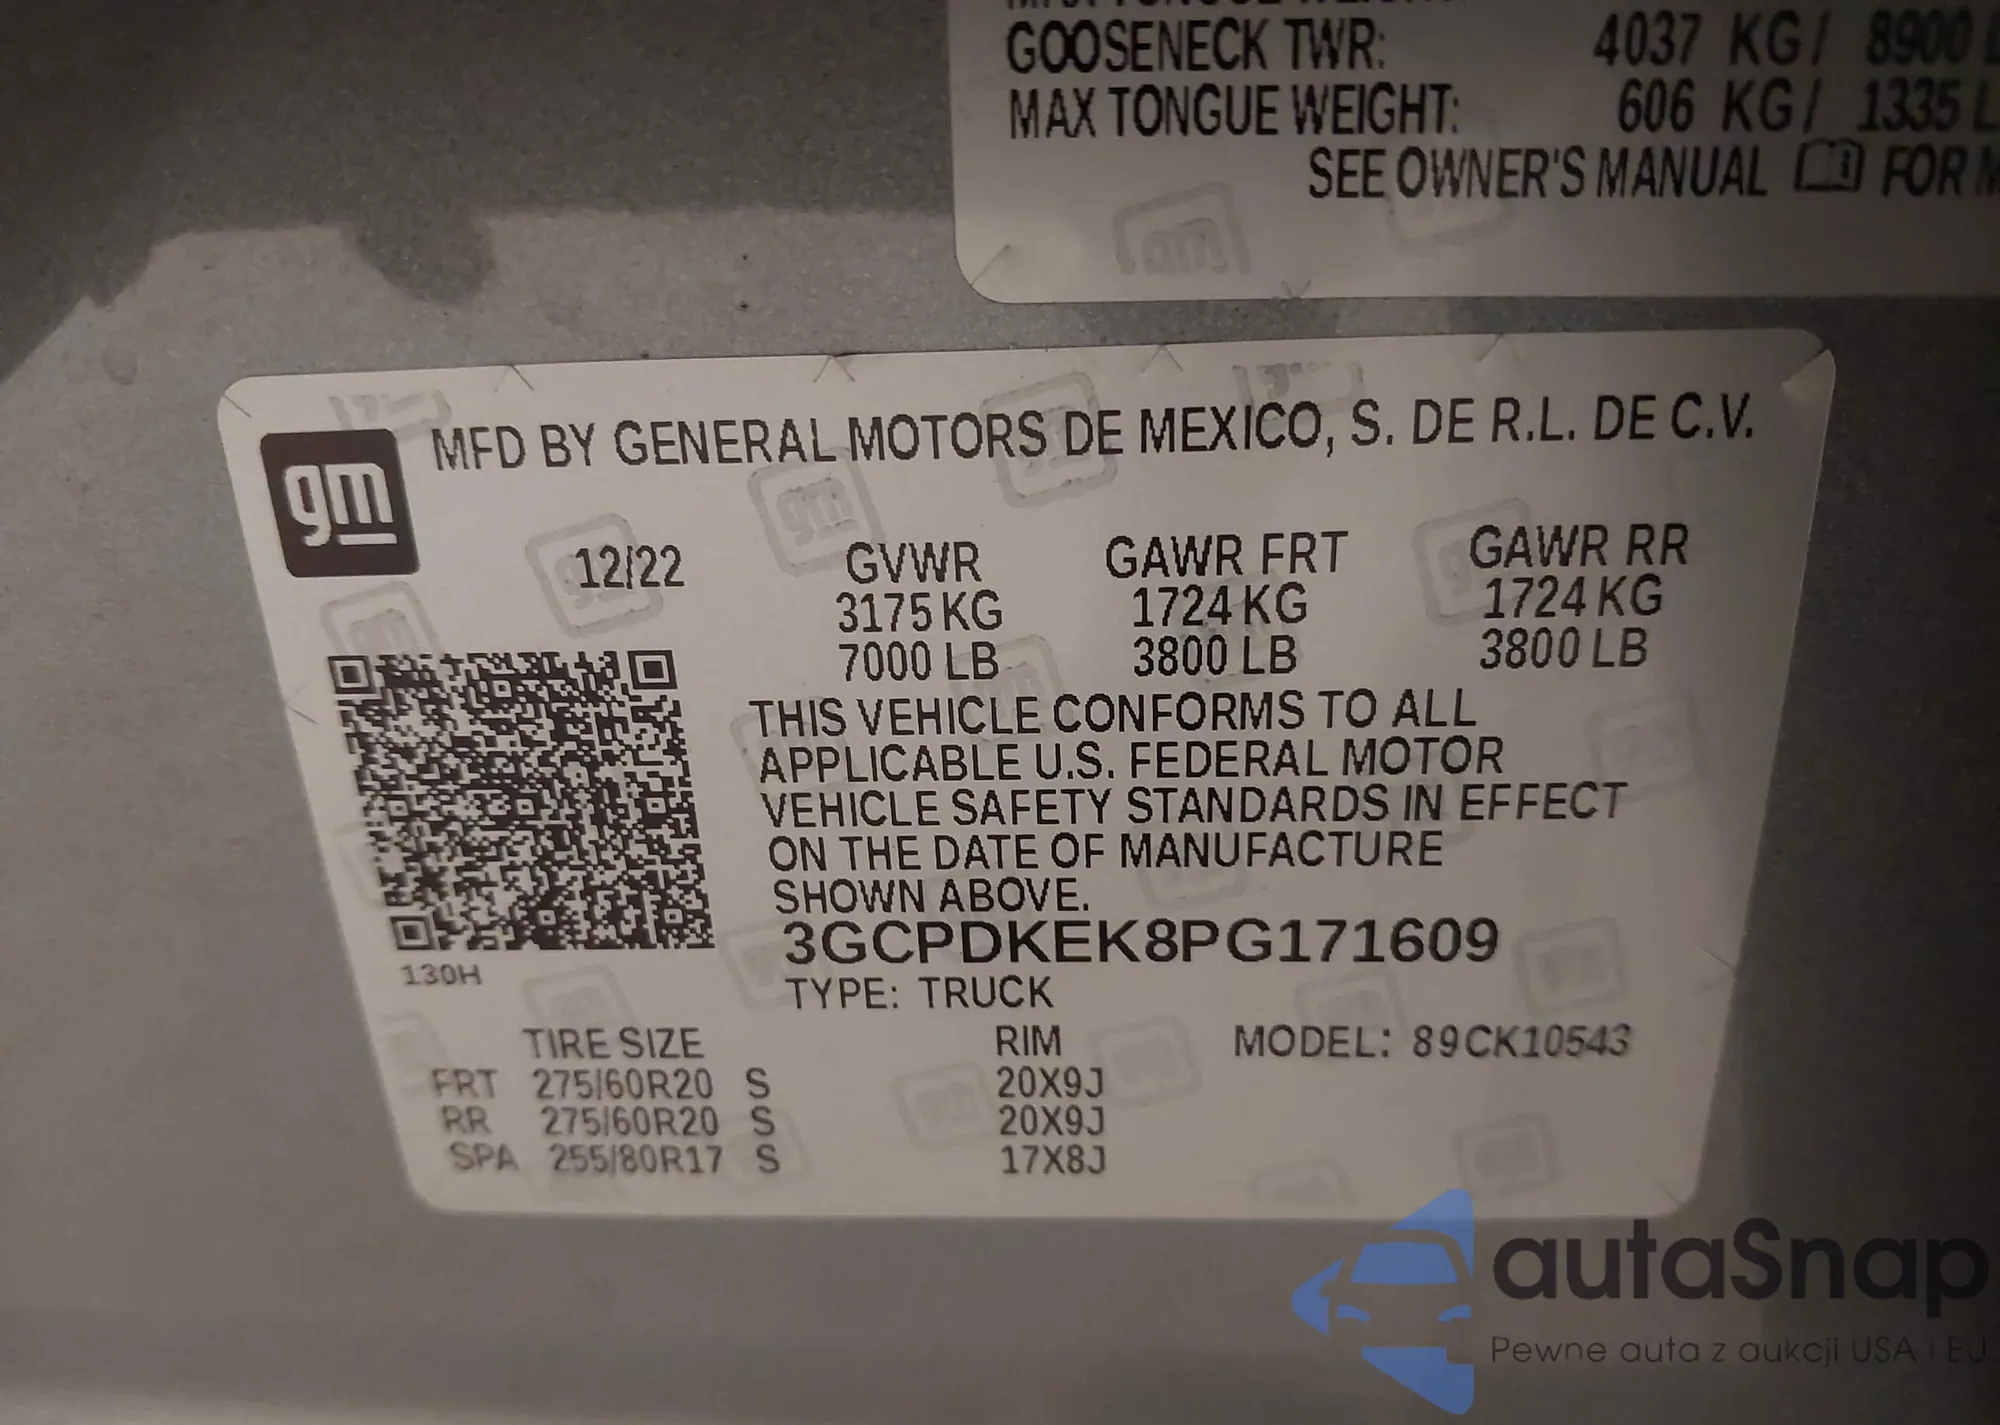 GOOSENECK TWR: 4037 KG/ 8900
MAX TONGUE WEIGHT: 606 KG/ 1335 L
SEE OWNER'S MANUAL FOR M
gm
MFD BY GENERAL MOTORS DE MEXICO, S. DE R.L. DE C.V.
12/22 GVWR GAWR FRT GAWR RR
3175 KG 1724 KG 1724 KG
7000 LB 3800 LB 3800 LB
THIS VEHICLE CONFORMS TO ALL
APPLICABLE U.S. FEDERAL MOTOR
VEHICLE SAFETY STANDARDS IN EFFECT
ON THE DATE OF MANUFACTURE
SHOWN ABOVE.
3GCPDKEK8PG171609
130H
TYPE: TRUCK
TIRE SIZE RIM MODEL: 89CK10543
FRT 275/60R20 S 20X9J
RR 275/60R20 S 20X9J
SPA 255/80R17 S 17X8J
autaSnap
Pewne auta z aukcji USA i EU